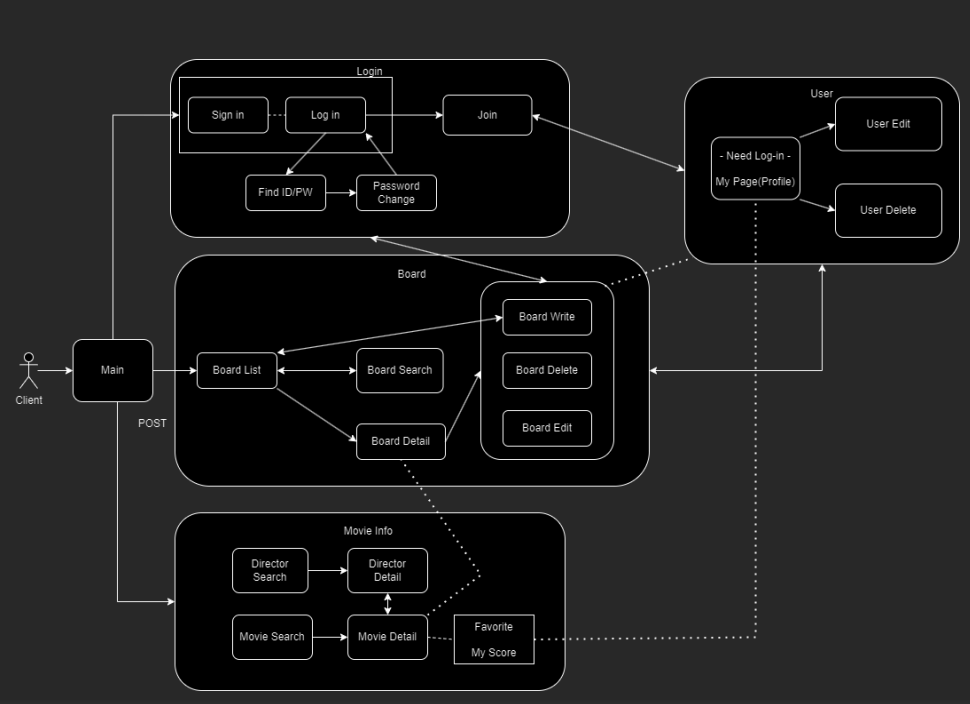 Login
Sign in
Log in
Join
Find ID/PW
Password
Change
User
- Need Log-in -
My Page(Profile)
User Edit
User Delete
Client
Main
POST
Board
Board List
Board Search
Board Detail
Board Write
Board Delete
Board Edit
Movie Info
Director
Search
Director
Detail
Movie Search
Movie Detail
Favorite
My Score